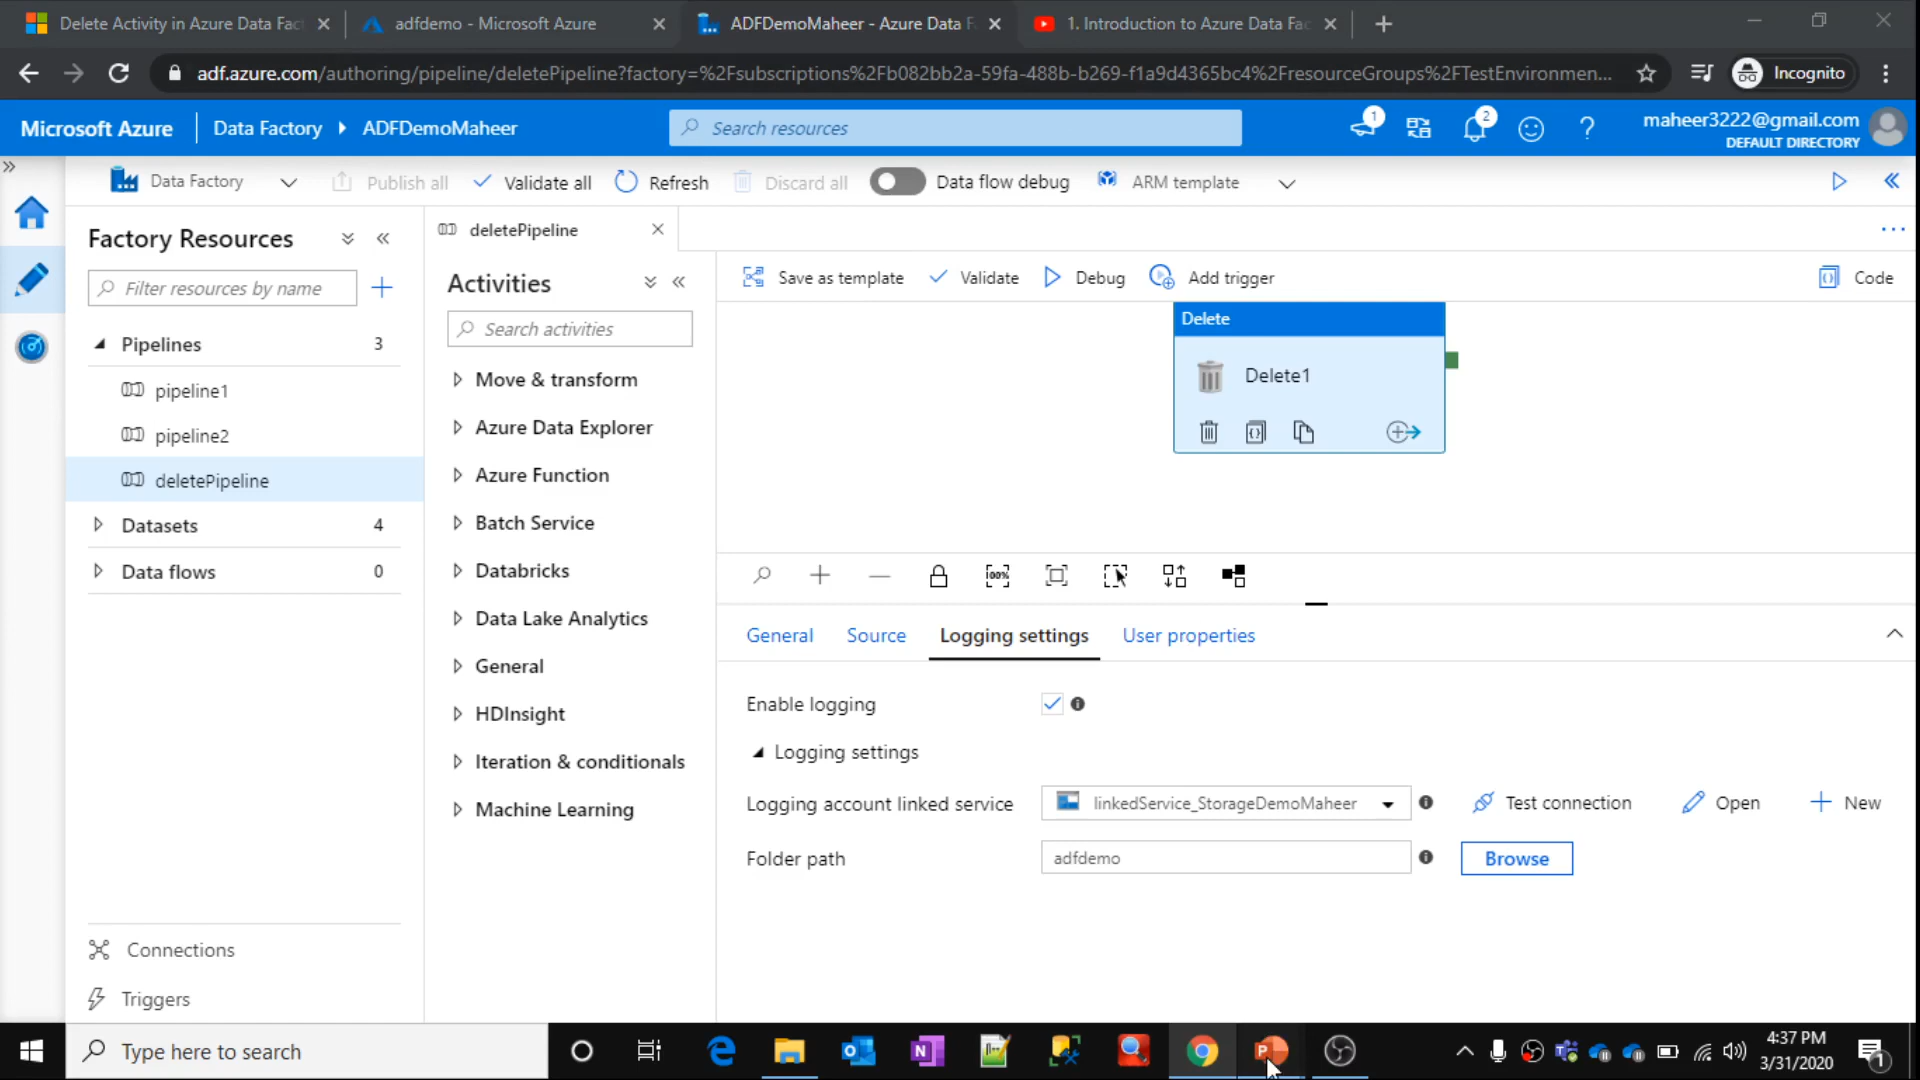 Delete Activity in Azure Data Fact
adfdemo - Microsoft Azure
ADFDemoMaheer - Azure Data F
1. Introduction to Azure Data Fac
adf.azure.com/authoring/pipeline/deletePipeline?factory=%2Fsubscriptions%2Fb082bb2a-59fa-488b-b269-f1a9d4365bc4%2FresourceGroups%2FTestEnvironmen...
Incognito
Microsoft Azure
Data Factory
ADFDemoMaheer
Search resources
1
2
?
maheer3222@gmail.com
DEFAULT DIRECTORY
Data Factory
Publish all
Validate all
Refresh
Discard all
Data flow debug
ARM template
Factory Resources
Filter resources by name
Pipelines
3
pipeline1
pipeline2
deletePipeline
Datasets
4
Data flows
0
Connections
Triggers
deletePipeline
Activities
Search activities
Move & transform
Azure Data Explorer
Azure Function
Batch Service
Databricks
Data Lake Analytics
General
HDInsight
Iteration & conditionals
Machine Learning
Save as template
Validate
Debug
Add trigger
Code
Delete
Delete1
100%
General
Source
Logging settings
User properties
Enable logging
Logging settings
Logging account linked service
linkedService_StorageDemoMaheer
Test connection
Open
New
Folder path
adfdemo
Browse
Type here to search
4:37 PM
3/31/2020
1